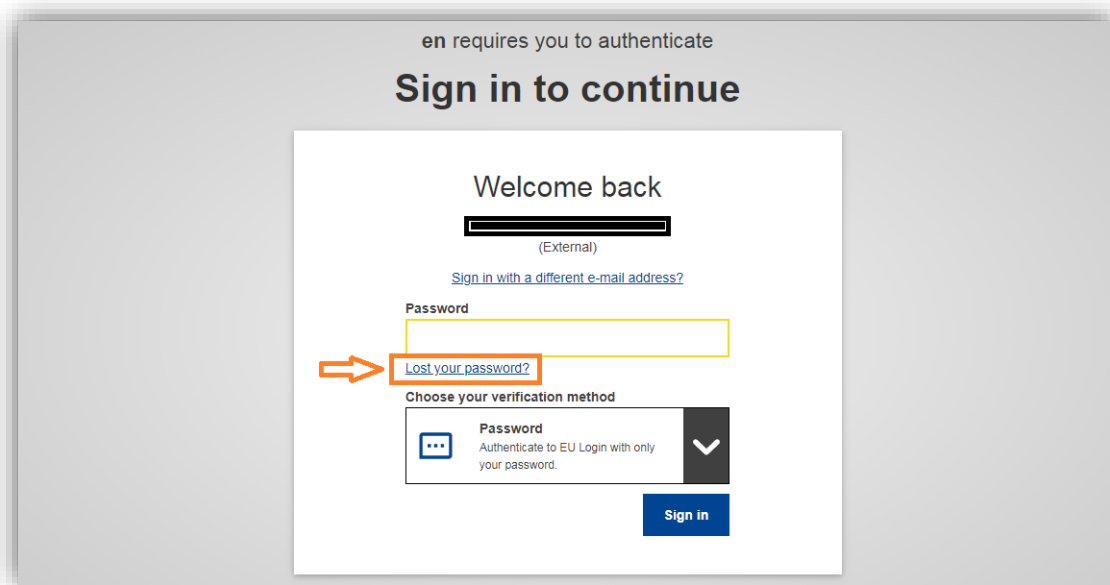 en requires you to authenticate
Sign in to continue
Welcome back
(External)
Sign in with a different e-mail address?
Password
Lost your password?
Choose your verification method
Password
Authenticate to EU Login with only
your password.
Sign in